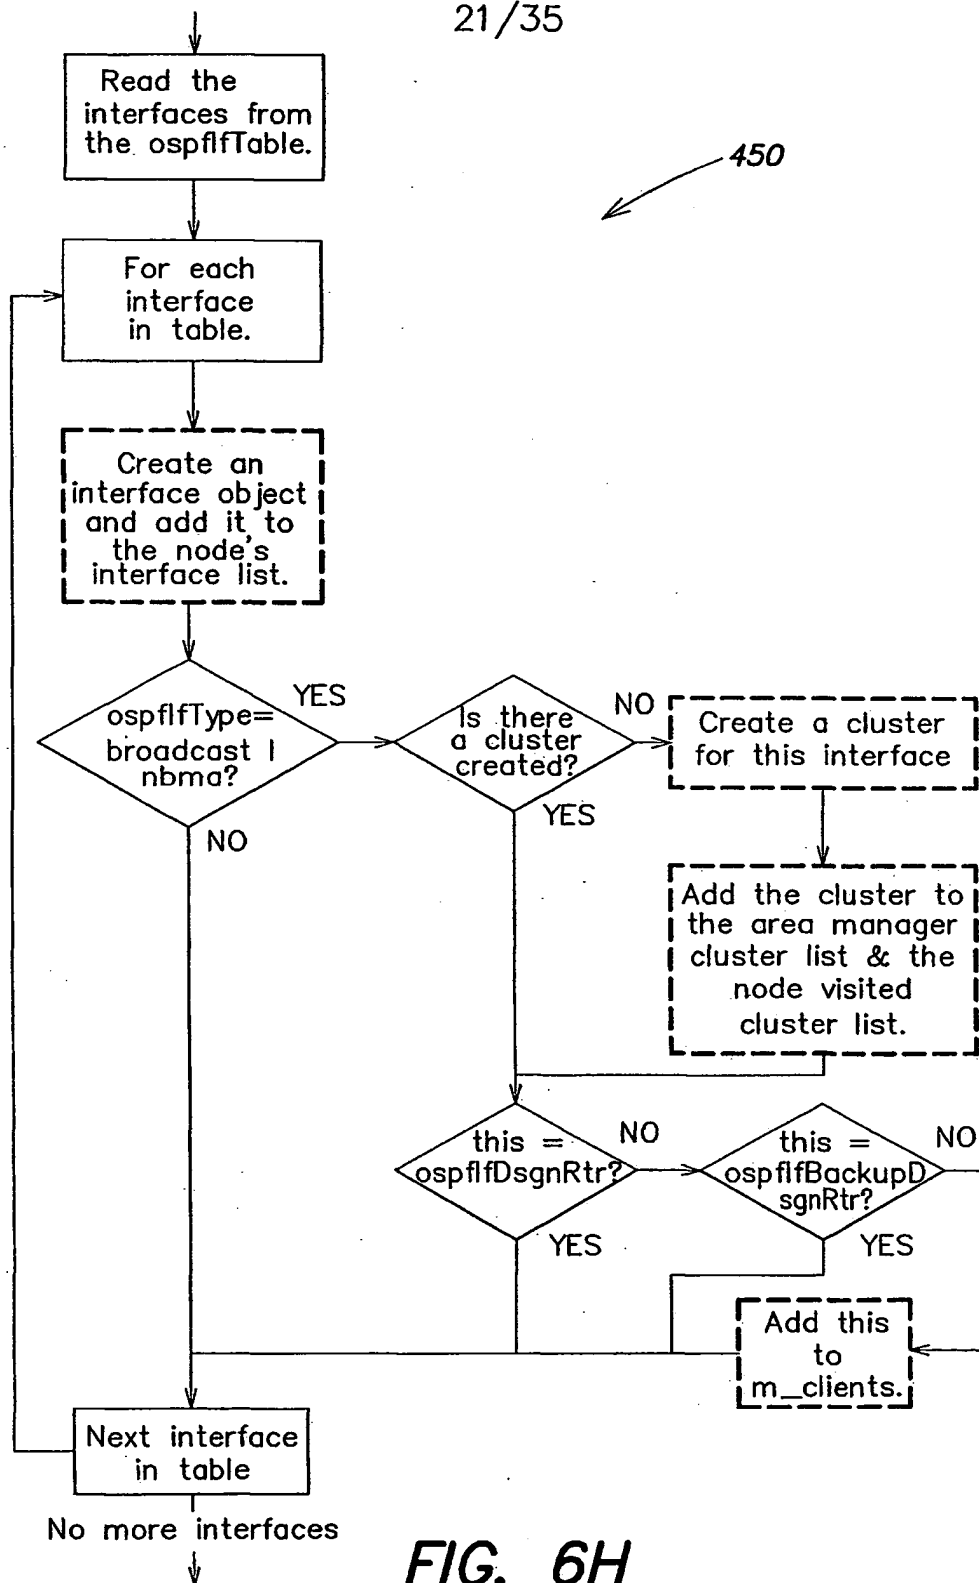 21/35
Read the
interfaces from
the ospfIfTable.
450
For each
interface
in table.
Create an
interface object
and add it to
the node's
interface list.
ospfIfType=
broadcast |
nbma?
YES
NO
Is there
a cluster
created?
NO
YES
Create a cluster
for this interface
Add the cluster to
the area manager
cluster list & the
node visited
cluster list.
this =
ospfIfDsgnRtr?
NO
YES
this =
ospfIfBackupD
sgnRtr?
NO
YES
Add this
to
m_clients.
Next interface
in table
No more interfaces
FIG. 6H